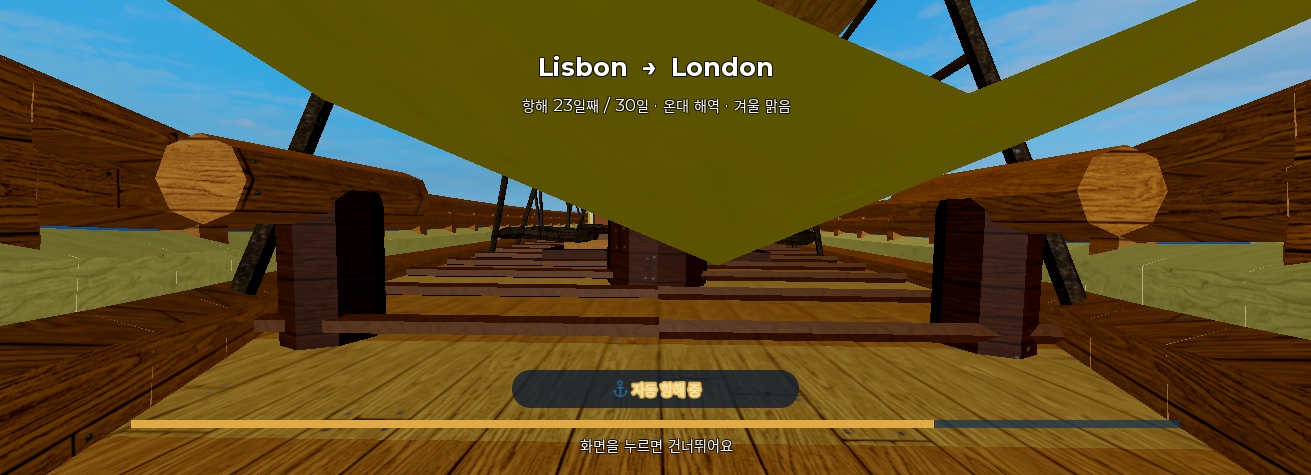 Lisbon → London
항해 23일째 / 30일 · 온대 해역 · 겨울 맑음
⚓ 자동 항해 중
화면을 누르면 건너뛰어요